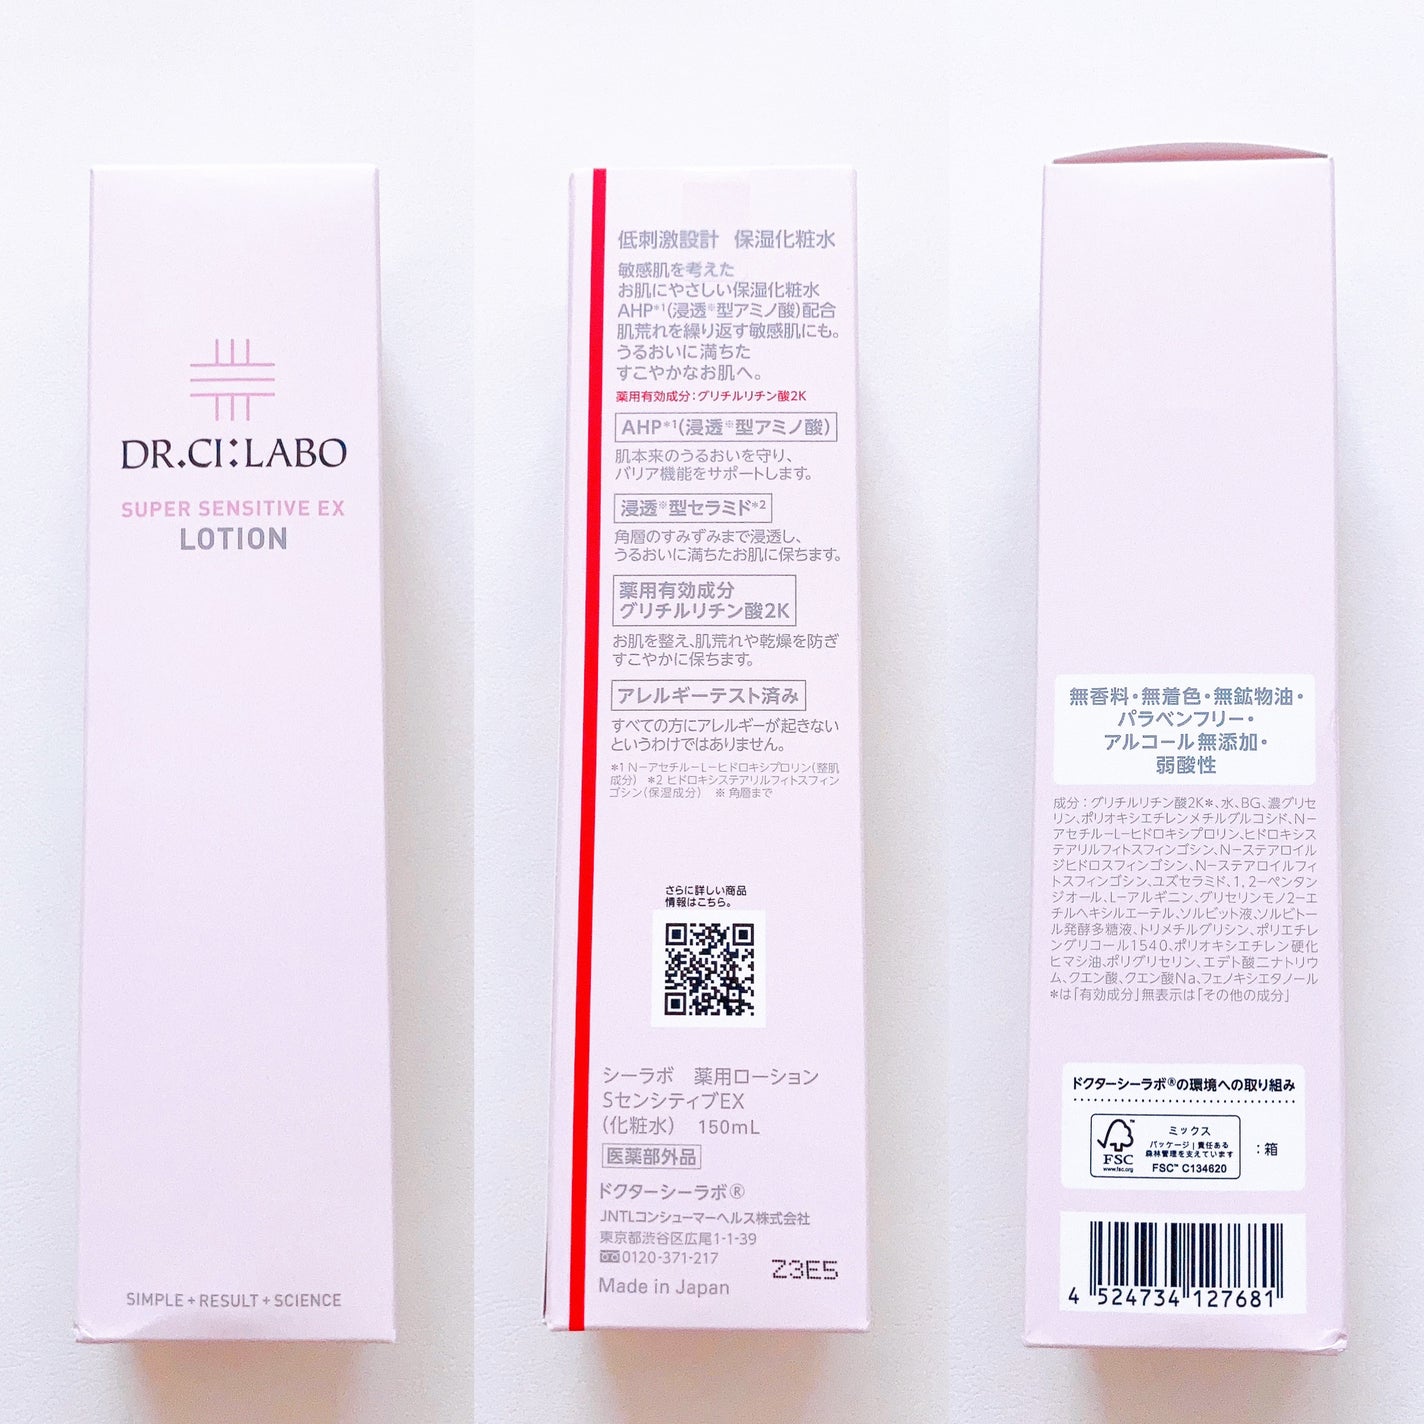 DR.CI:LABO
SUPER SENSITIVE EX
LOTION
SIMPLE+RESULT+SCIENCE
低刺激設計 保湿化粧水
敏感肌を考えた
お肌にやさしい保湿化粧水
AHP*1(浸透※型アミノ酸)配合
肌荒れを繰り返す敏感肌にも。
うるおいに満ちた
すこやかなお肌へ。
薬用有効成分:グリチルリチン酸2K
AHP*1(浸透※型アミノ酸)
肌本来のうるおいを守り、
バリア機能をサポートします。
浸透※型セラミド*2
角層のすみずみまで浸透し、
うるおいに満ちたお肌に保ちます。
薬用有効成分
グリチルリチン酸2K
お肌を整え、肌荒れや乾燥を防ぎ
すこやかに保ちます。
アレルギーテスト済み
すべての方にアレルギーが起きない
というわけではありません。
*1 N-アセチル-L-ヒドロキシプロリン(整肌
成分) *2 ヒドロキシステアリルフィトスフィン
ゴシン(保湿成分) ※ 角層まで
さらに詳しい商品
情報はこちら。
シーラボ 薬用ローション
SセンシティブEX
(化粧水) 150mL
医薬部外品
ドクターシーラボ®
JNTLコンシューマーヘルス株式会社
東京都渋谷区広尾1-1-39
0120-371-217
Z3E5
Made in Japan
無香料・無着色・無鉱物油・
パラベンフリー・
アルコール無添加・
弱酸性
成分:グリチルリチン酸2K*、水、BG、濃グリセ
リン、ポリオキシエチレンメチルグルコシド、N-
アセチル-L-ヒドロキシプロリン、ヒドロキシス
テアリルフィトスフィンゴシン、N-ステアロイル
ジヒドロスフィンゴシン、N-ステアロイルフィ
トスフィンゴシン、ユズセラミド、1,2-ペンタン
ジオール、L-アルギニン、グリセリンモノ2-エ
チルヘキシルエーテル、ソルビット液、ソルビトー
ル発酵多糖液、トリメチルグリシン、ポリエチレ
ングリコール1540、ポリオキシエチレン硬化
ヒマシ油、ポリグリセリン、エデト酸二ナトリウ
ム、クエン酸、クエン酸Na、フェノキシエタノール
*は「有効成分」無表示は「その他の成分」
ドクターシーラボ®の環境への取り組み
FSC
www.fsc.org
ミックス
パッケージ|責任ある
森林管理を支えています
FSC™ C134620
:箱
4 524734 127681